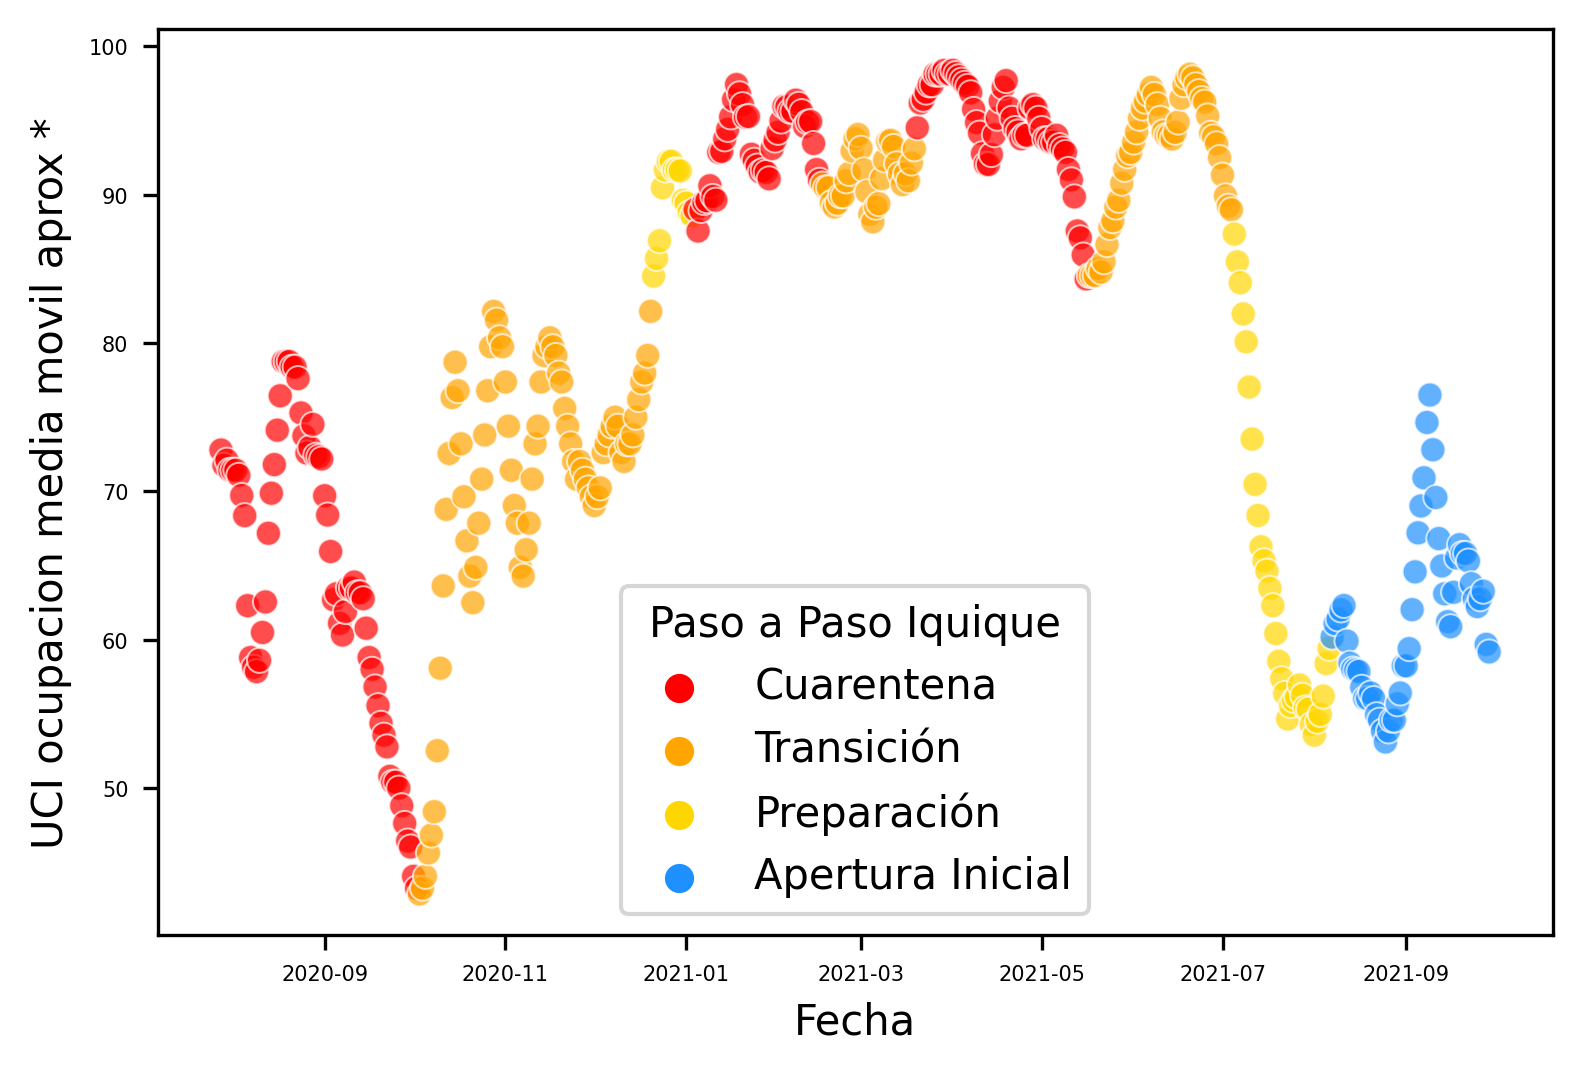 UCI ocupacion media movil aprox *
100
90
80
70
60
50
Paso a Paso Iquique
Cuarentena
Transición
Preparación
Apertura Inicial
2020-09
2020-11
2021-01
2021-03
2021-05
2021-07
2021-09
Fecha